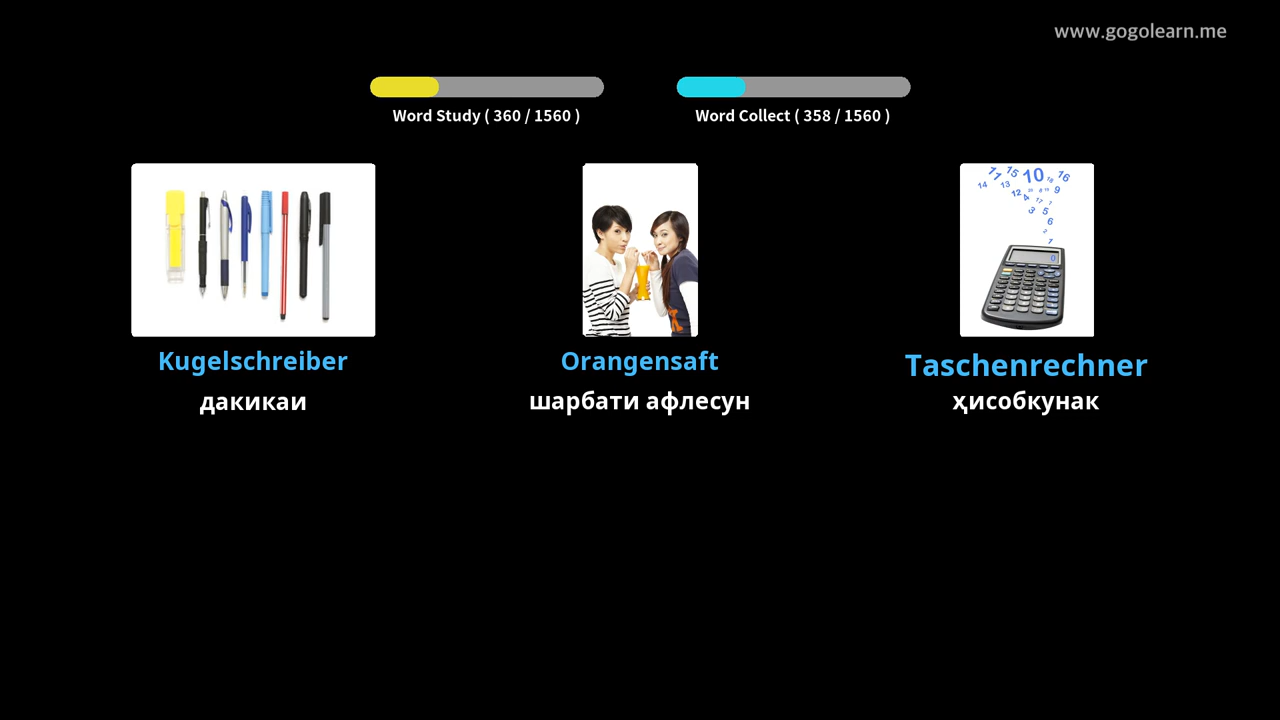 www.gogolearn.me
Word Study ( 360 / 1560 )
Word Collect ( 358 / 1560 )
Kugelschreiber
Orangensaft
Taschenrechner
дакикаи
шарбати афлесун
ҳисобкунак